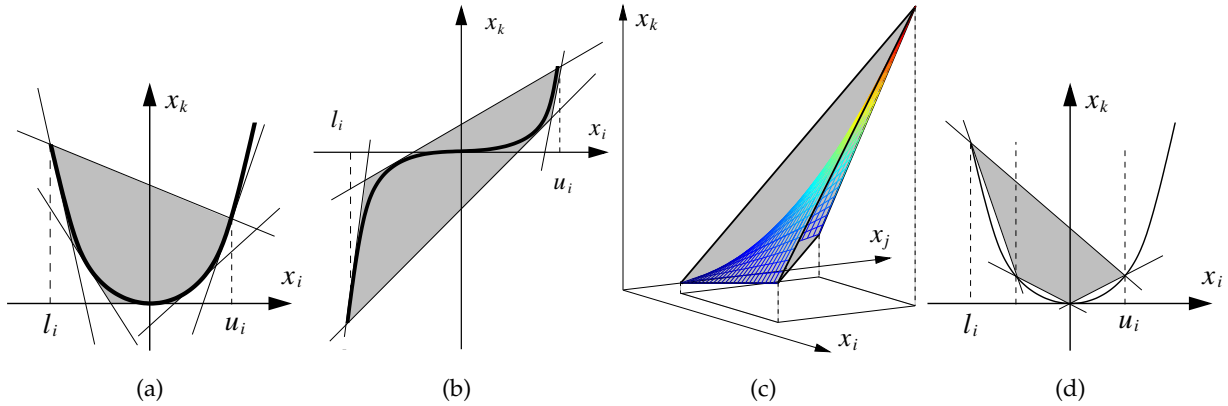 x_k
x_i
l_i
u_i
(a)
x_k
l_i
x_i
u_i
(b)
x_k
x_j
x_i
(c)
x_k
x_i
l_i
u_i
(d)